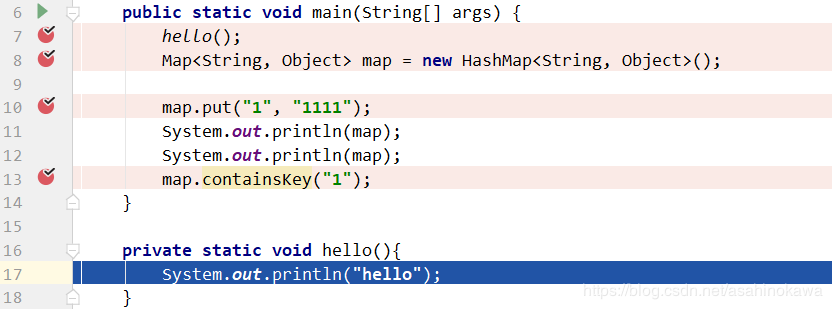 6 public static void main(String[] args) {
7 hello();
8 Map<String, Object> map = new HashMap<String, Object>();
9
10 map.put("1", "1111");
11 System.out.println(map);
12 System.out.println(map);
13 map.containsKey("1");
14 }
15
16 private static void hello(){
17 System.out.println("hello");
18 }
https://blog.csdn.net/asahinokawa